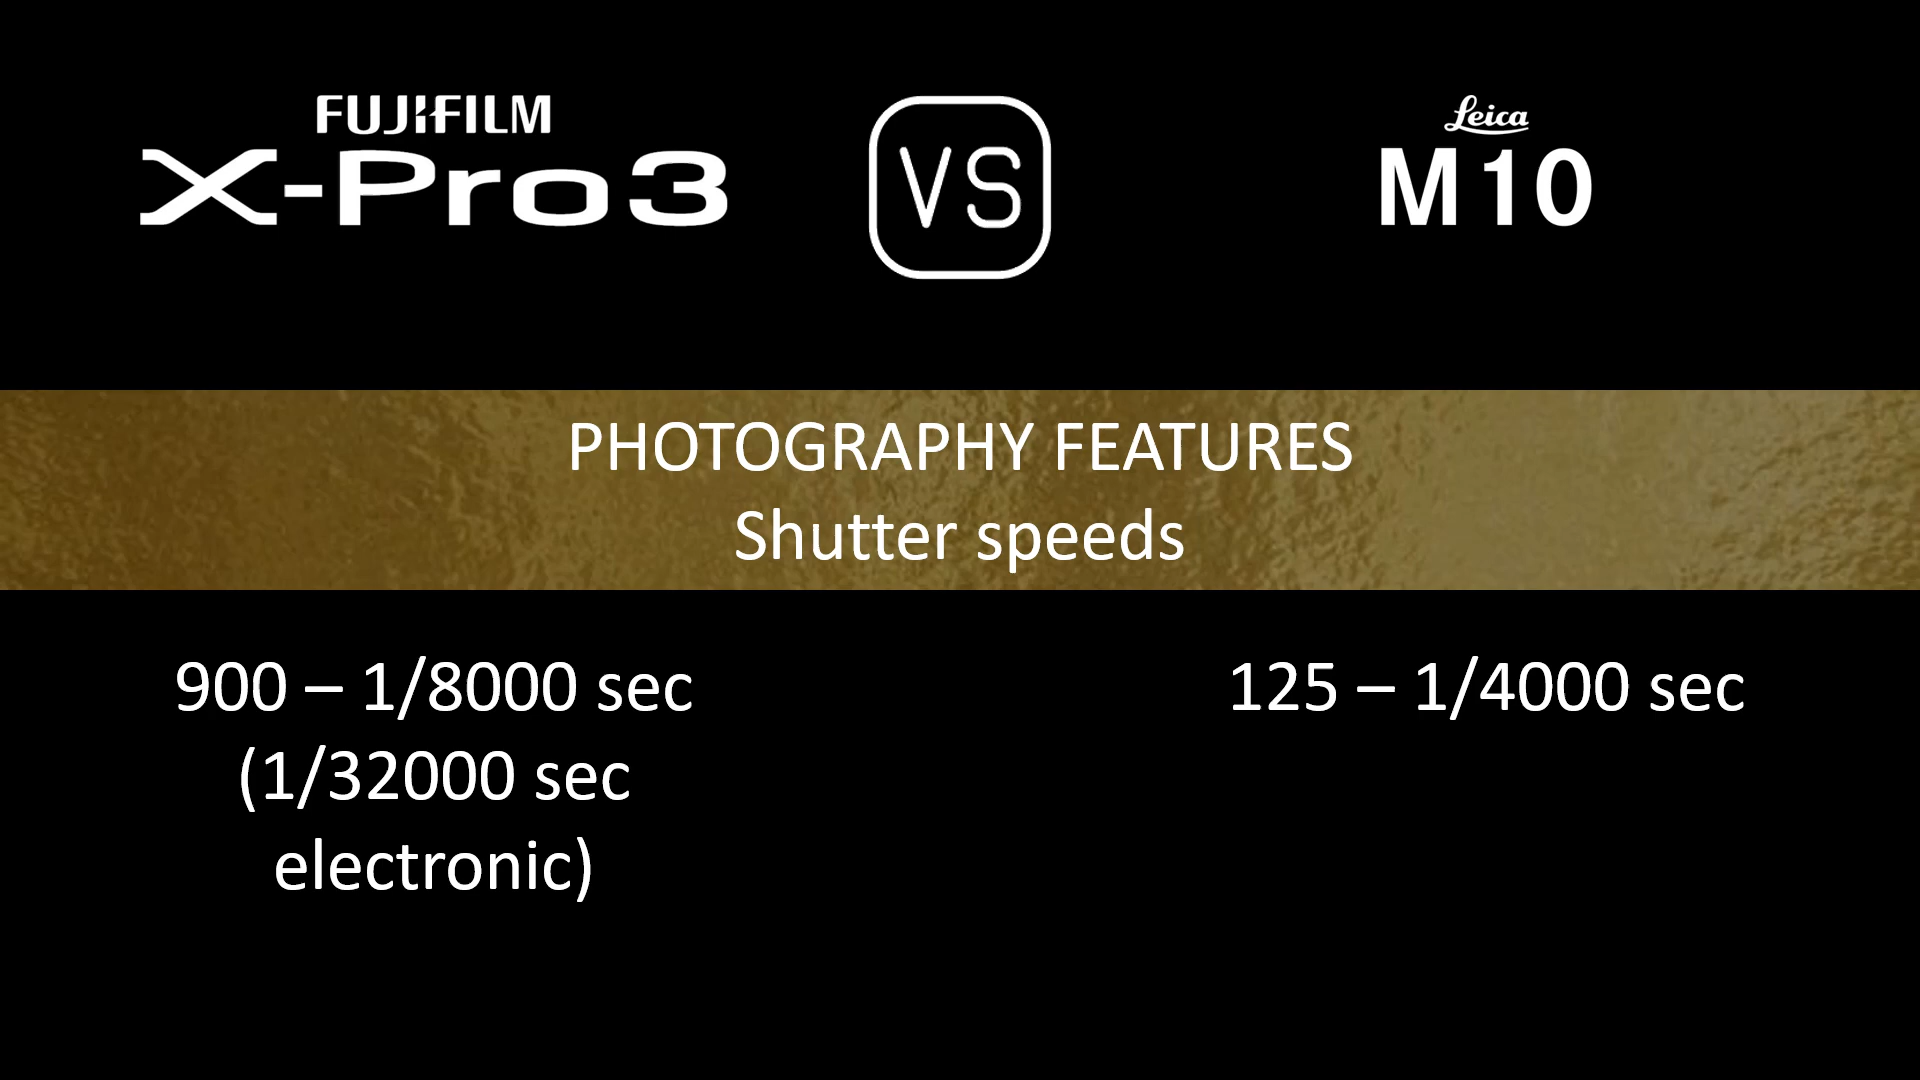 FUJIFILM
X-Pro3
VS
Leica
M10
PHOTOGRAPHY FEATURES
Shutter speeds
900 – 1/8000 sec
(1/32000 sec
electronic)
125 – 1/4000 sec